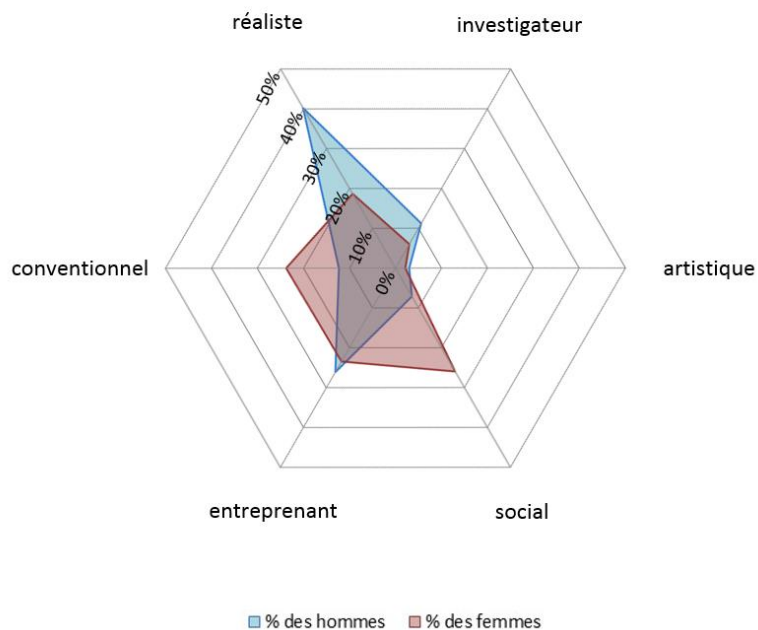 réaliste
investigateur
50%
40%
30%
20%
10%
0%
conventionnel
artistique
entreprenant
social
% des hommes
% des femmes